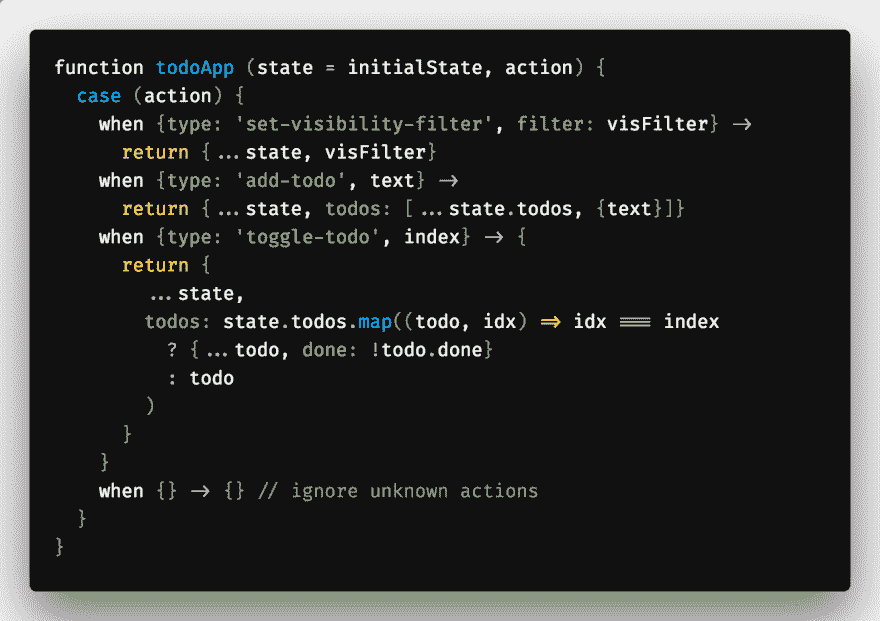 function todoApp (state = initialState, action) {
  case (action) {
    when {type: 'set-visibility-filter', filter: visFilter} ->
      return {...state, visFilter}
    when {type: 'add-todo', text} ->
      return {...state, todos: [...state.todos, {text}]}
    when {type: 'toggle-todo', index} -> {
      return {
        ...state,
        todos: state.todos.map((todo, idx) => idx === index
          ? {...todo, done: !todo.done}
          : todo
        )
      }
    }
    when {} -> {} // ignore unknown actions
  }
}